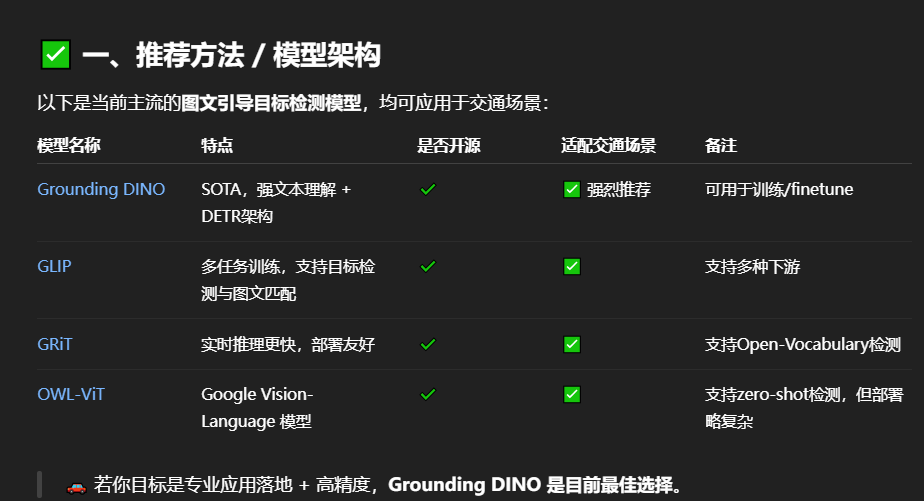 ✅ 一、推荐方法 / 模型架构
以下是当前主流的图文引导目标检测模型，均可应用于交通场景：
模型名称 特点 是否开源 适配交通场景 备注
Grounding DINO SOTA，强文本理解 + ✓ ✅ 强烈推荐 可用于训练/finetune
DETR架构
GLIP 多任务训练，支持目标检 ✓ ✅ 支持多种下游
测与图文匹配
GRiT 实时推理更快，部署友好 ✓ ✅ 支持Open-Vocabulary检测
OWL-ViT Google Vision- ✓ ✅ 支持zero-shot检测，但部署
Language 模型 略复杂
🚗 若你目标是专业应用落地 + 高精度，Grounding DINO 是目前最佳选择。